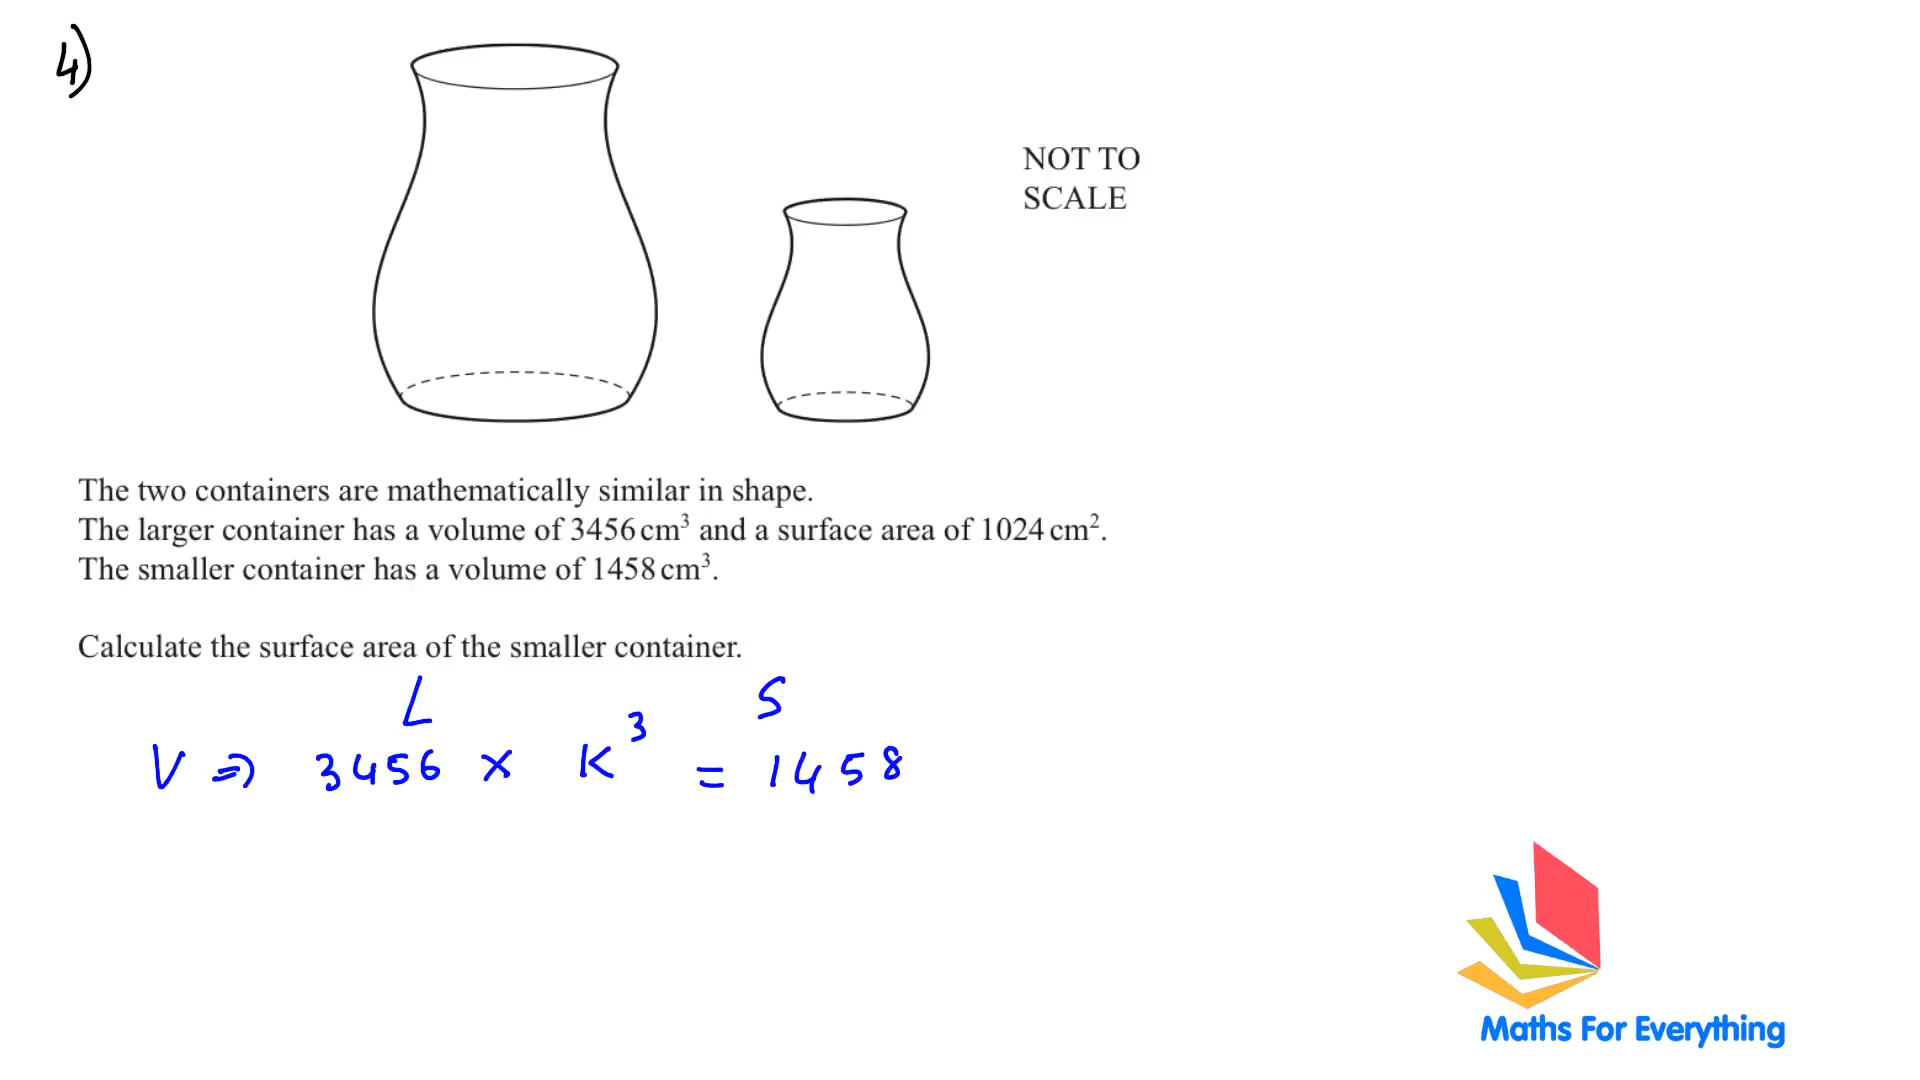 4)
NOT TO
SCALE
The two containers are mathematically similar in shape.
The larger container has a volume of 3456 cm³ and a surface area of 1024 cm².
The smaller container has a volume of 1458 cm³.
Calculate the surface area of the smaller container.
L S
V ⇒ 3456 × K³ = 1458
Maths For Everything